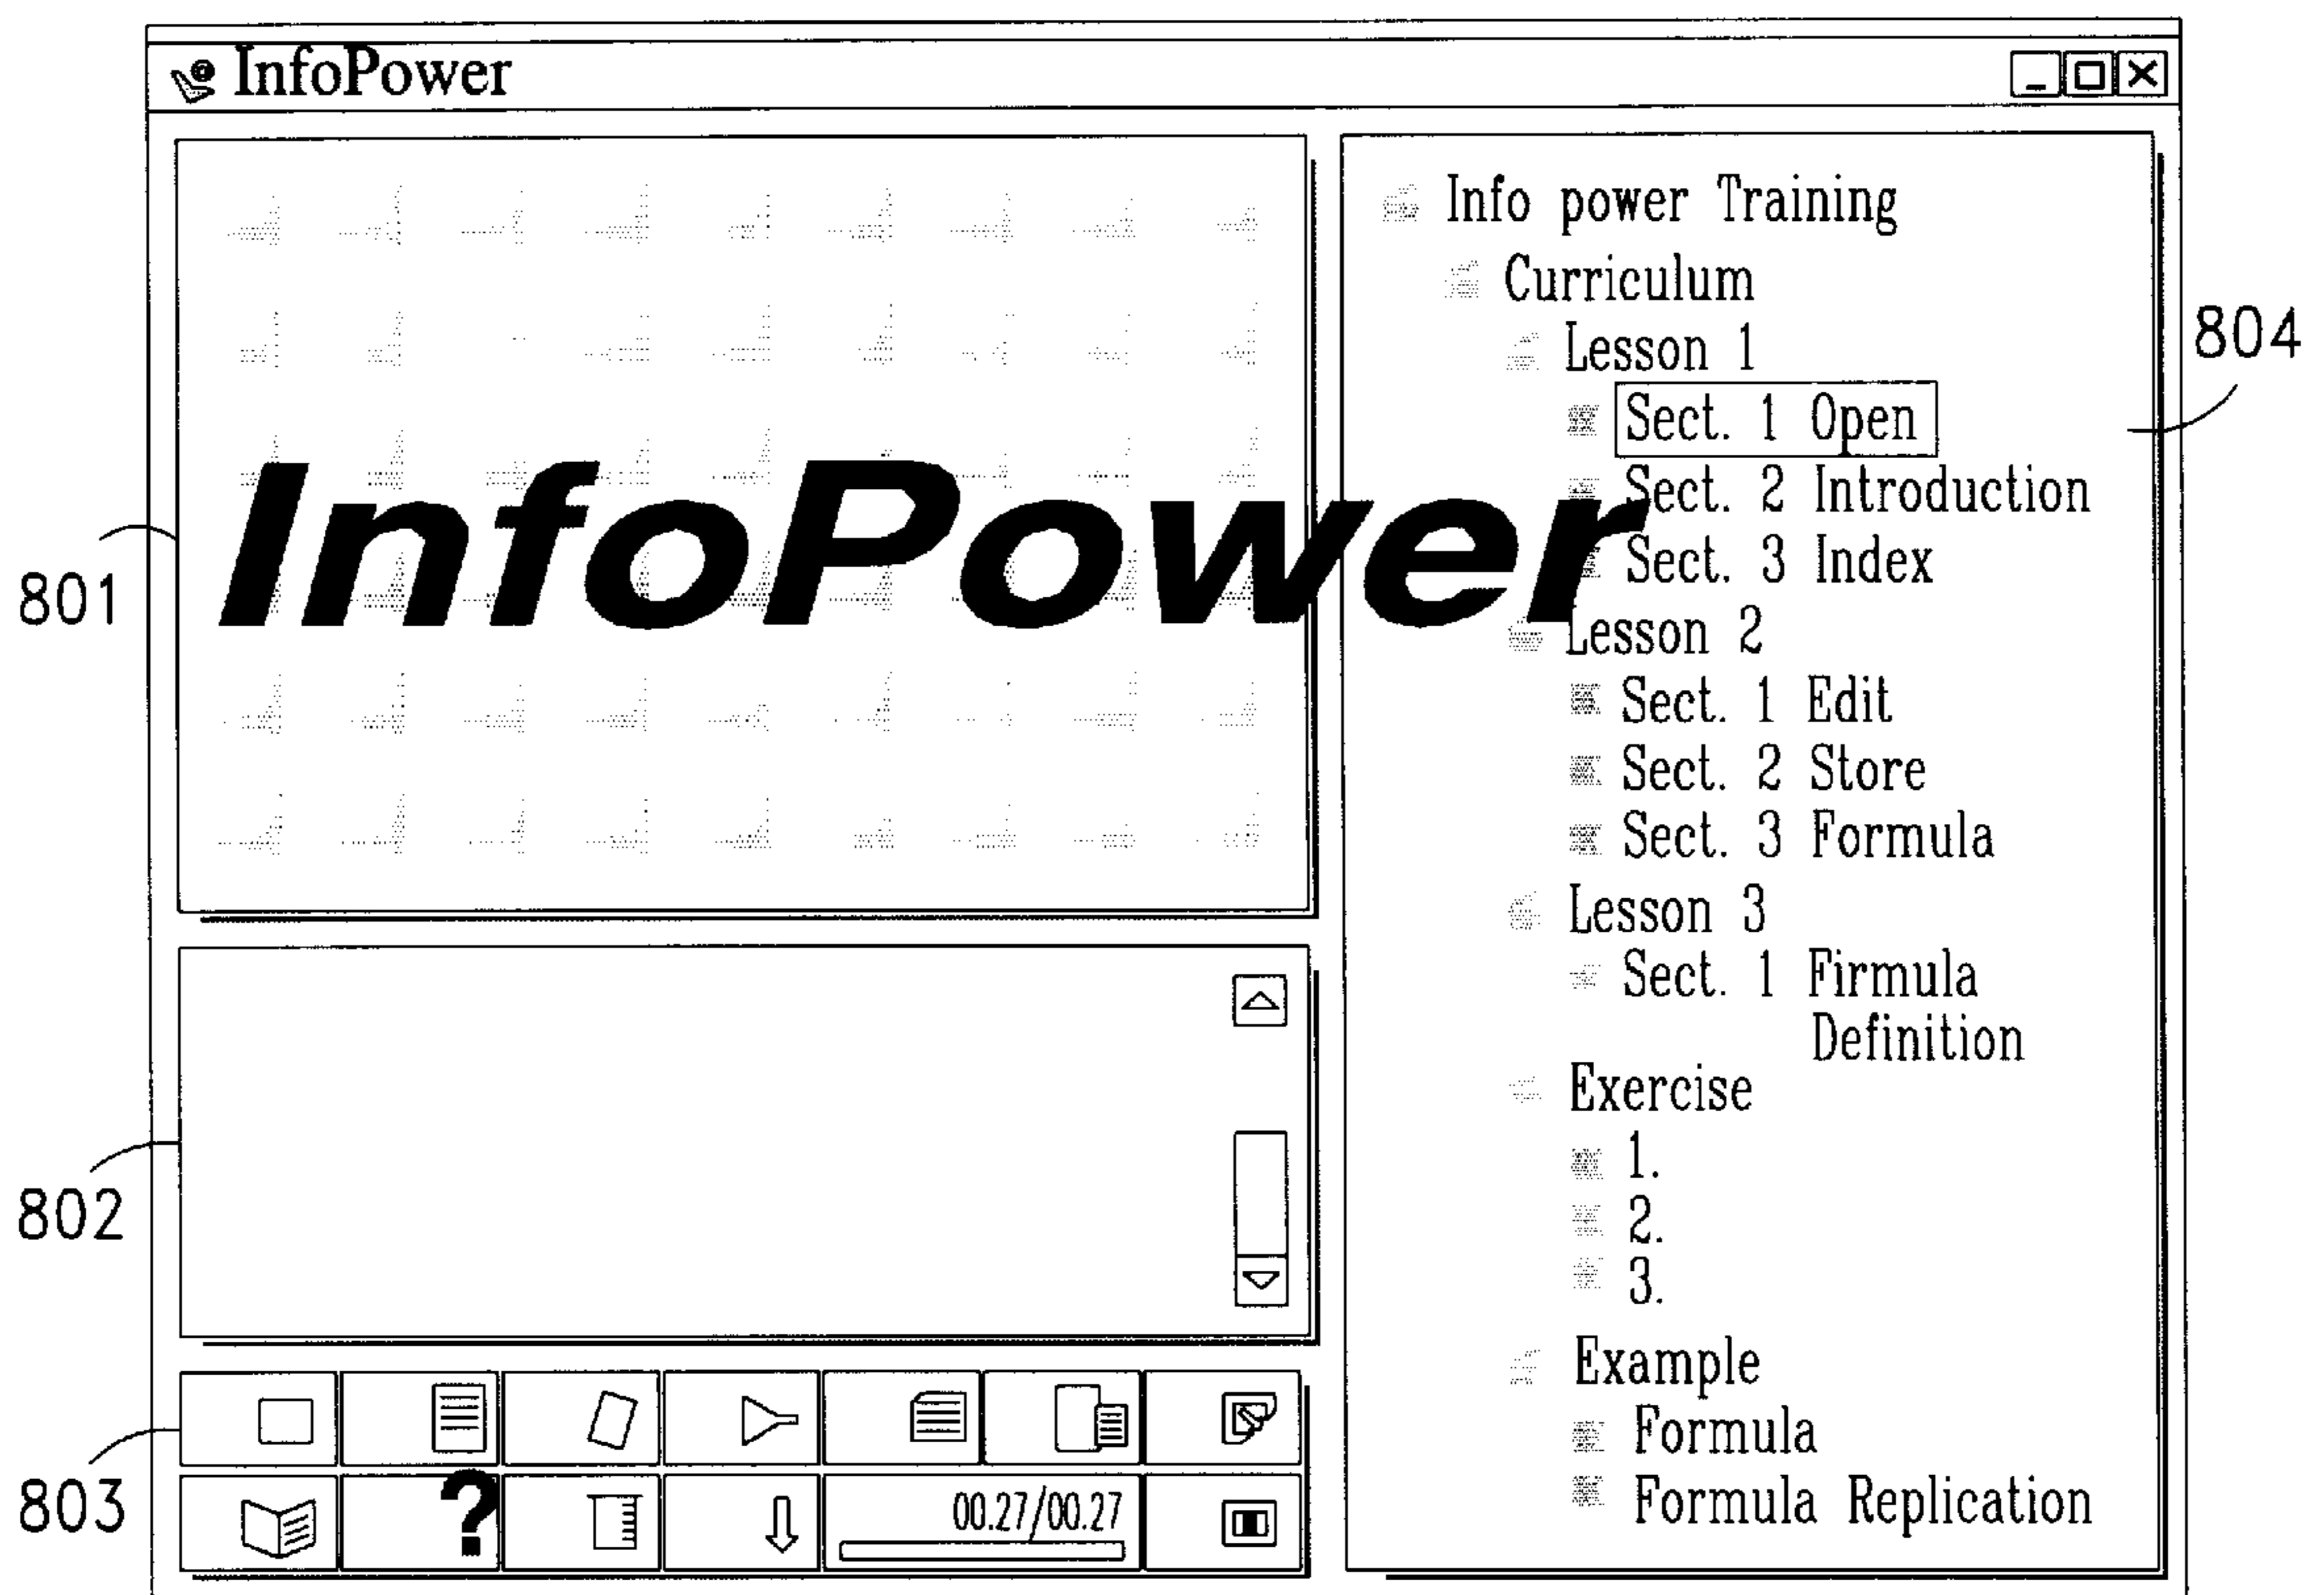 InfoPower
InfoPower
Info power Training
Curriculum
Lesson 1
Sect. 1 Open
Sect. 2 Introduction
Sect. 3 Index
Lesson 2
Sect. 1 Edit
Sect. 2 Store
Sect. 3 Formula
Lesson 3
Sect. 1 Firmula
Definition
Exercise
1.
2.
3.
Example
Formula
Formula Replication
?
00.27/00.27
801
802
803
804